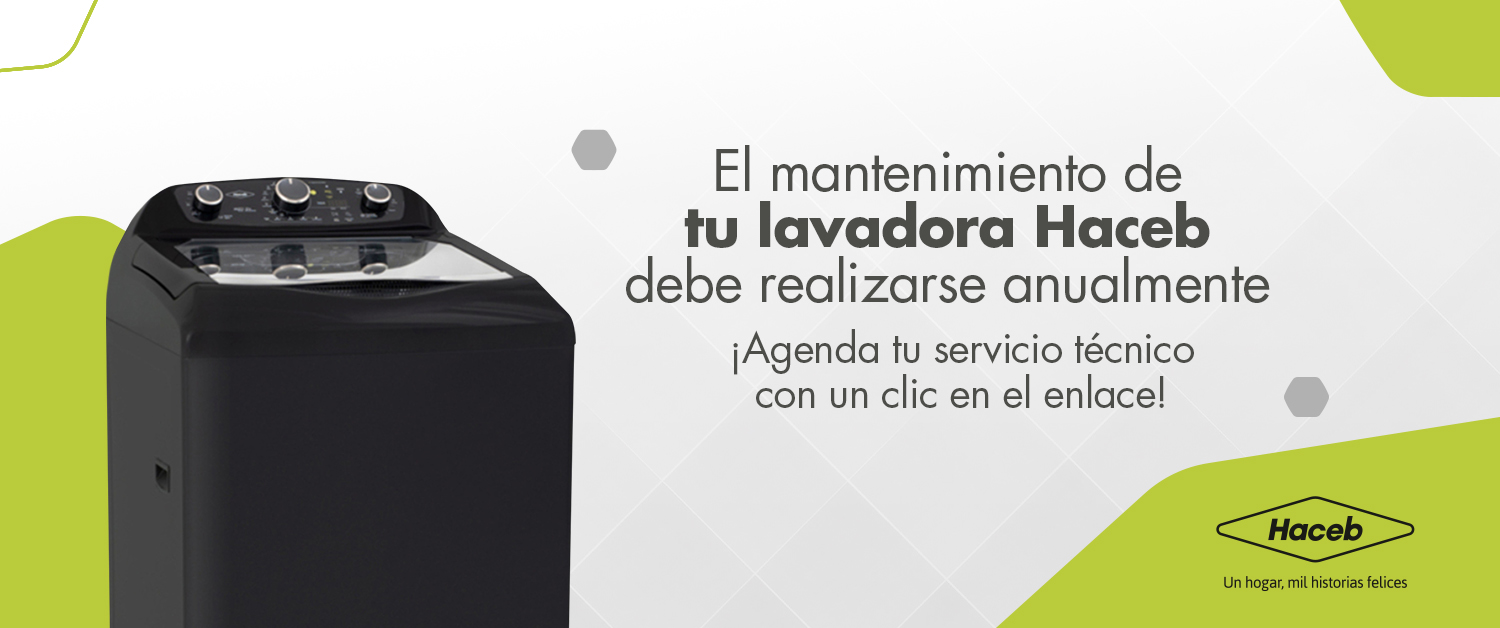 El mantenimiento de
tu lavadora Haceb
debe realizarse anualmente
¡Agenda tu servicio técnico
con un clic en el enlace!
Haceb
Un hogar, mil historias felices